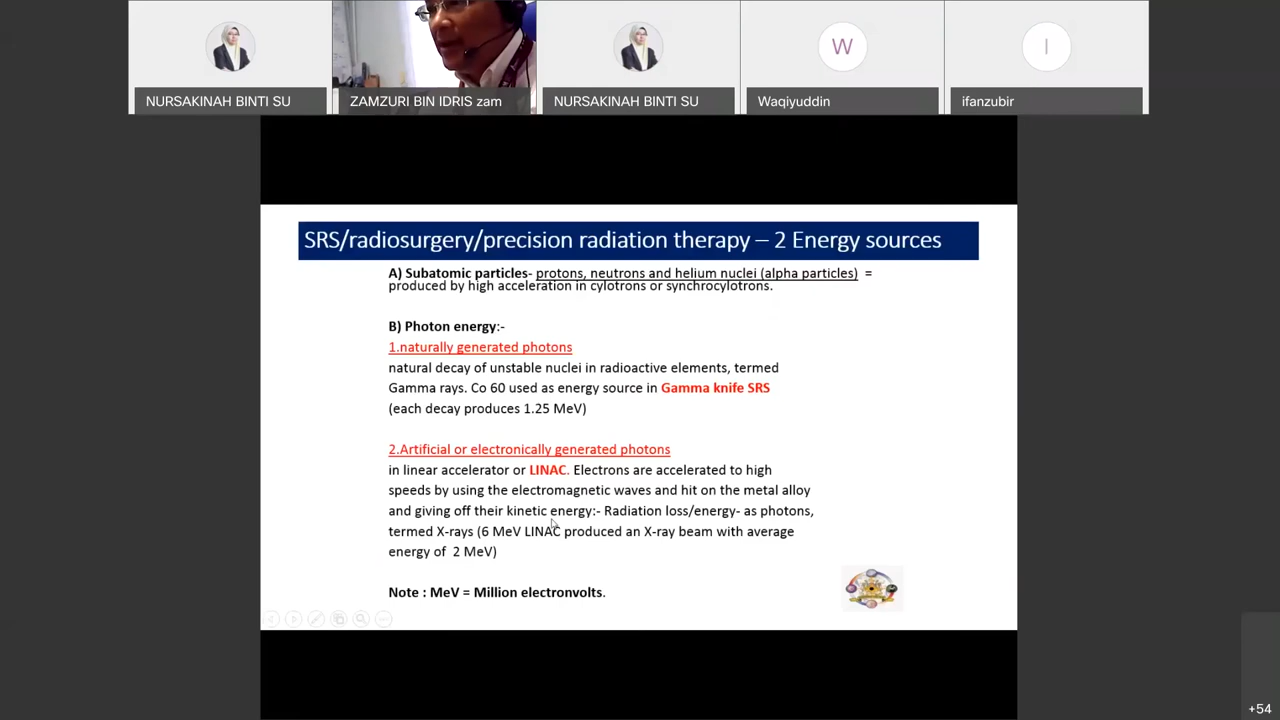 NURSAKINAH BINTI SU
ZAMZURI BIN IDRIS zam
NURSAKINAH BINTI SU
W
Waqiyuddin
I
ifanzubir
SRS/radiosurgery/precision radiation therapy – 2 Energy sources
A) Subatomic particles- protons, neutrons and helium nuclei (alpha particles) =
produced by high acceleration in cylotrons or synchrocylotrons.
B) Photon energy:-
1.naturally generated photons
natural decay of unstable nuclei in radioactive elements, termed
Gamma rays. Co 60 used as energy source in Gamma knife SRS
(each decay produces 1.25 MeV)
2.Artificial or electronically generated photons
in linear accelerator or LINAC. Electrons are accelerated to high
speeds by using the electromagnetic waves and hit on the metal alloy
and giving off their kinetic energy:- Radiation loss/energy- as photons,
termed X-rays (6 MeV LINAC produced an X-ray beam with average
energy of 2 MeV)
Note : MeV = Million electronvolts.
+54